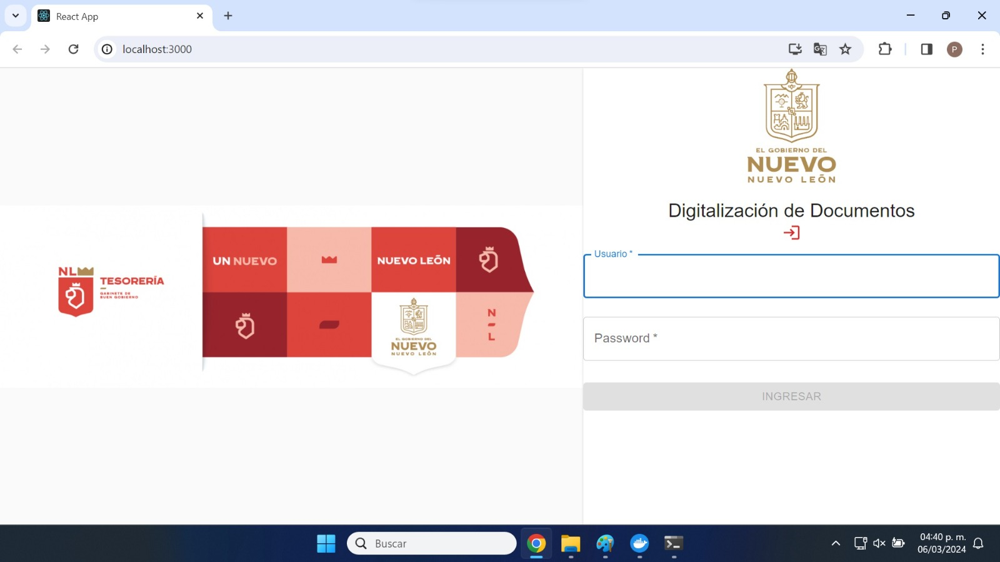 React App
localhost:3000
P
EL GOBIERNO DEL
NUEVO
NUEVO LEÓN
Digitalización de Documentos
Usuario *
Password *
INGRESAR
NL
TESORERÍA
GABINETE DE
BUEN GOBIERNO
UN NUEVO
NUEVO LEÓN
EL GOBIERNO DEL
NUEVO
NUEVO LEÓN
N
L
Buscar
04:40 p. m.
06/03/2024